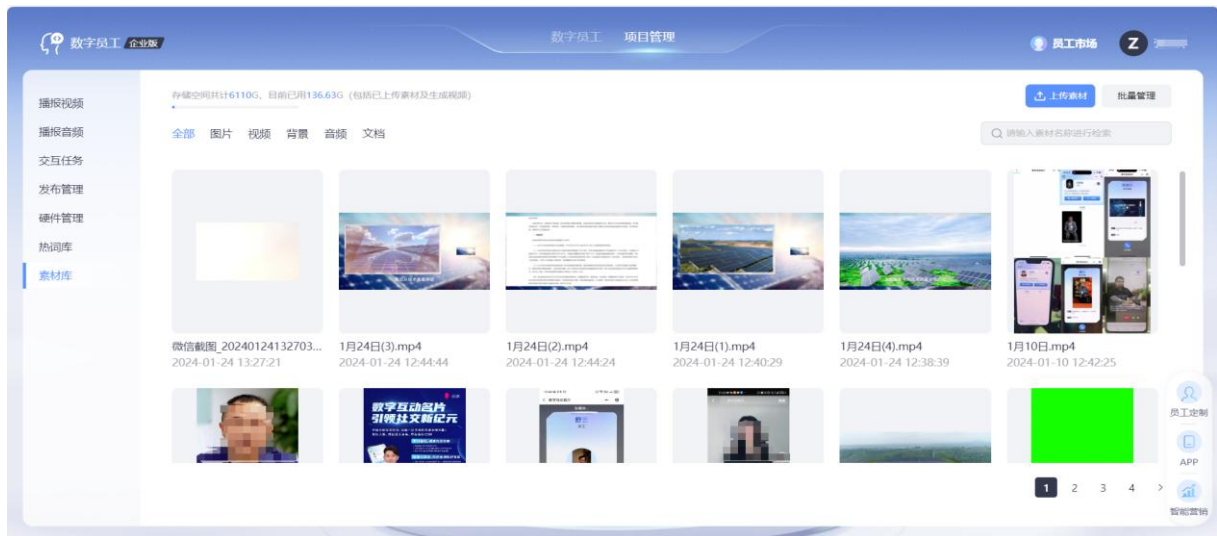 数字员工 企业版
数字员工 项目管理
员工市场
Z
播报视频
播报音频
交互任务
发布管理
硬件管理
热词库
素材库
存储空间共计6110G，目前已用136.63G（包括已上传素材及生成视频）
上传素材
批量管理
全部 图片 视频 背景 音频 文档
请输入素材名称进行检索
微信截图_20240124132703...
2024-01-24 13:27:21
1月24日(3).mp4
2024-01-24 12:44:44
1月24日(2).mp4
2024-01-24 12:44:24
1月24日(1).mp4
2024-01-24 12:40:29
1月24日(4).mp4
2024-01-24 12:38:39
1月10日.mp4
2024-01-10 12:42:25
数字互动名片
引领社交新纪元
员工定制
APP
智能营销
1 2 3 4 >